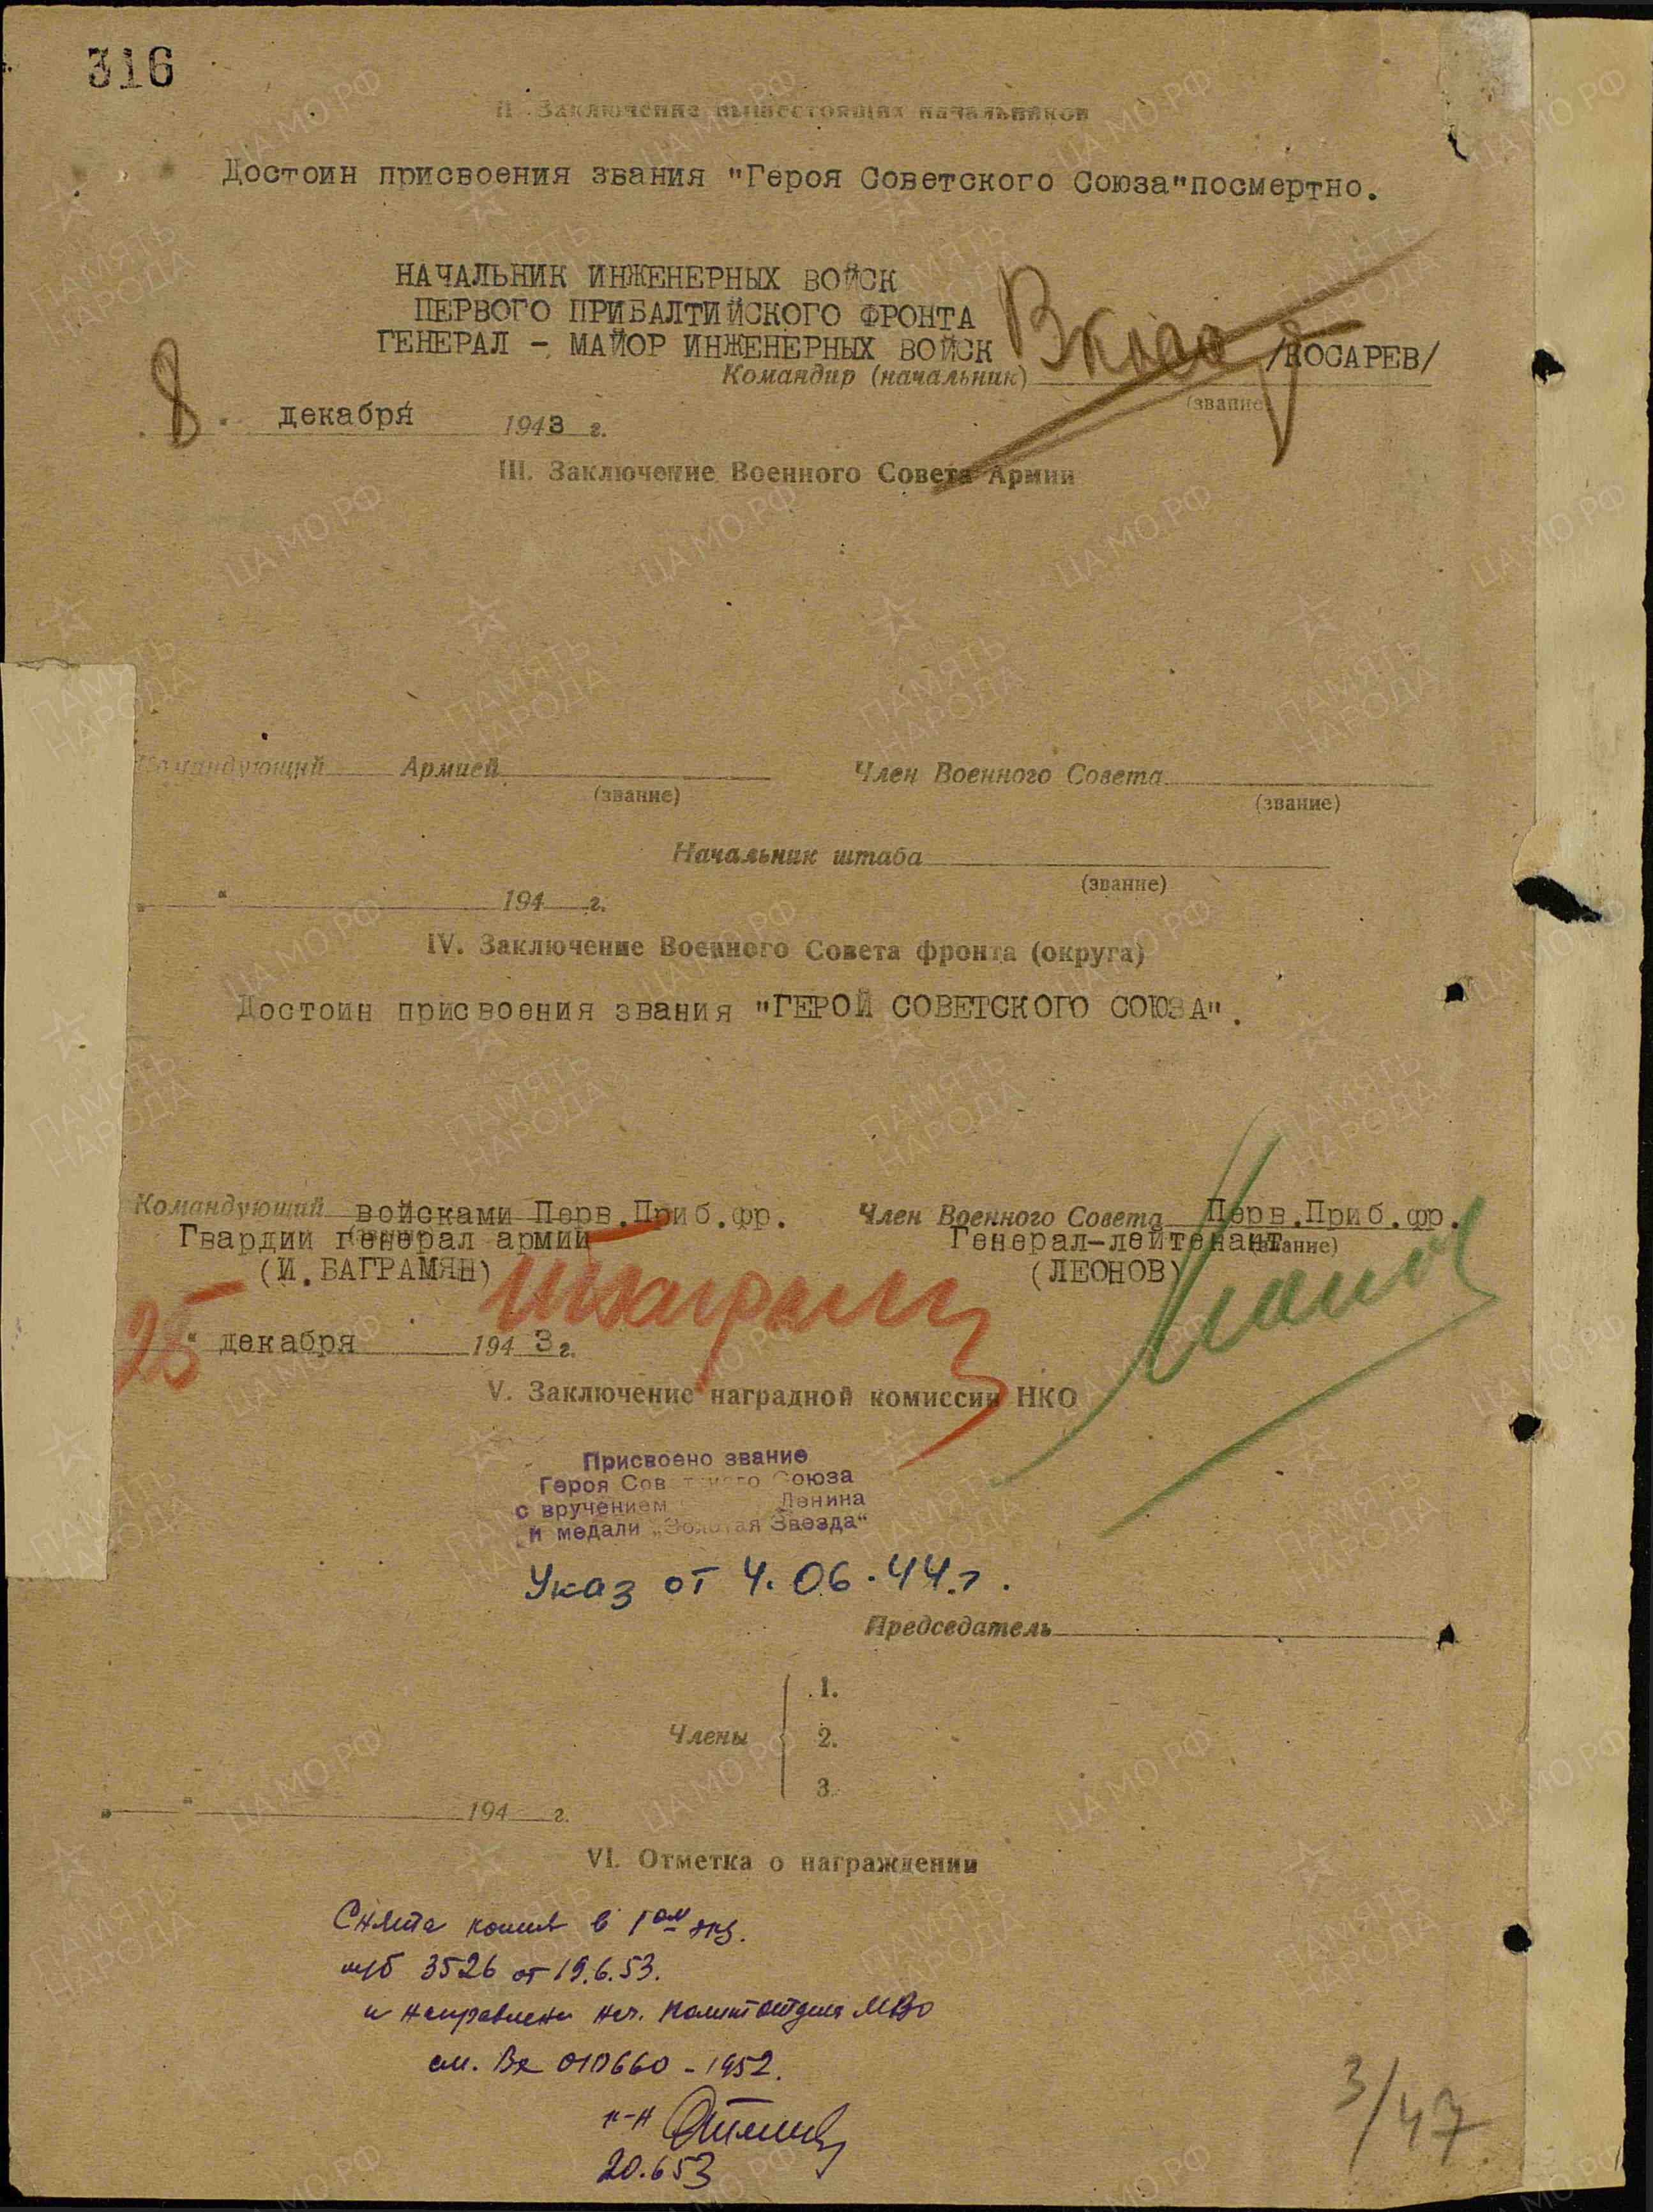 316
II. Заключение вышестоящих начальников
Достоин присвоения звания "Героя Советского Союза"посмертно.
НАЧАЛЬНИК ИНЖЕНЕРНЫХ ВОЙСК
ПЕРВОГО ПРИБАЛТИЙСКОГО ФРОНТА
ГЕНЕРАЛ - МАЙОР ИНЖЕНЕРНЫХ ВОЙСК /КОСАРЕВ/
Командир (начальник)
(звание)
8 " декабря 1943 г.
III. Заключение Военного Совета Армии
Командующий Армией Член Военного Совета
(звание) (звание)
Начальник штаба
(звание)
" " 194 г.
IV. Заключение Военного Совета фронта (округа)
Достоин присвоения звания "ГЕРОЙ СОВЕТСКОГО СОЮЗА".
Командующий войсками Перв.Приб.фр. Член Военного Совета Перв.Приб.фр.
Гвардии генерал армии Генерал-лейтенант (звание)
(И.БАГРАМЯН) (ЛЕОНОВ)
25 " декабря 1943 г.
V. Заключение наградной комиссии НКО
Присвоено звание
Героя Советского Союза
с вручением Ленина
и медали „Золотая Звезда"
Указ от 4.06.44.г.
Председатель
1.
Члены 2.
3.
" " 194 г.
VI. Отметка о награждении
Снята копия в 1ом экз.
3526 от 19.6.53.
и направлена нач. политотдела МВО
см. Вх 010660 - 1952.
к-н
20.6 53
3/47
ПАМЯТЬ НАРОДА
ЦА МО РФ